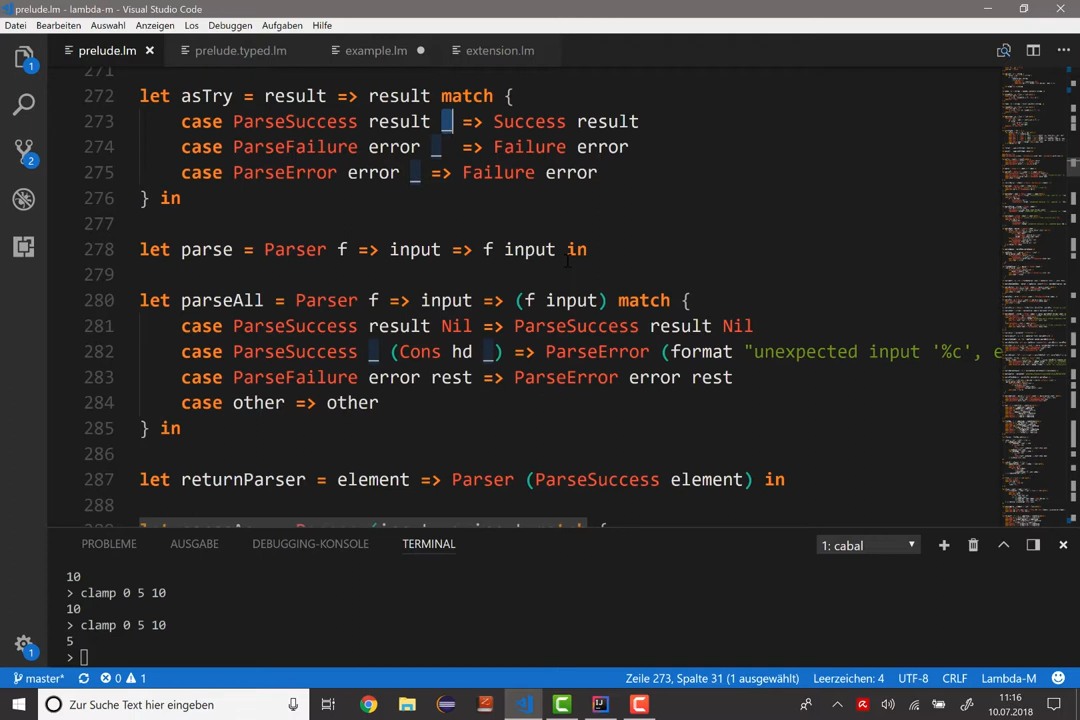 prelude.lm - lambda-m - Visual Studio Code
Datei Bearbeiten Auswahl Anzeigen Los Debuggen Aufgaben Hilfe
prelude.lm prelude.typed.lm example.lm extension.lm
271
272 let asTry = result => result match {
273 case ParseSuccess result _ => Success result
274 case ParseFailure error _ => Failure error
275 case ParseError error _ => Failure error
276 } in
277
278 let parse = Parser f => input => f input in
279
280 let parseAll = Parser f => input => (f input) match {
281 case ParseSuccess result Nil => ParseSuccess result Nil
282 case ParseSuccess _ (Cons hd _) => ParseError (format "unexpected input '%c', e
283 case ParseFailure error rest => ParseError error rest
284 case other => other
285 } in
286
287 let returnParser = element => Parser (ParseSuccess element) in
288
PROBLEME AUSGABE DEBUGGING-KONSOLE TERMINAL 1: cabal
10
> clamp 0 5 10
10
> clamp 0 5 10
5
>
1
2
1
master* 0 1 Zeile 273, Spalte 31 (1 ausgewählt) Leerzeichen: 4 UTF-8 CRLF Lambda-M
Zur Suche Text hier eingeben
11:16
10.07.2018